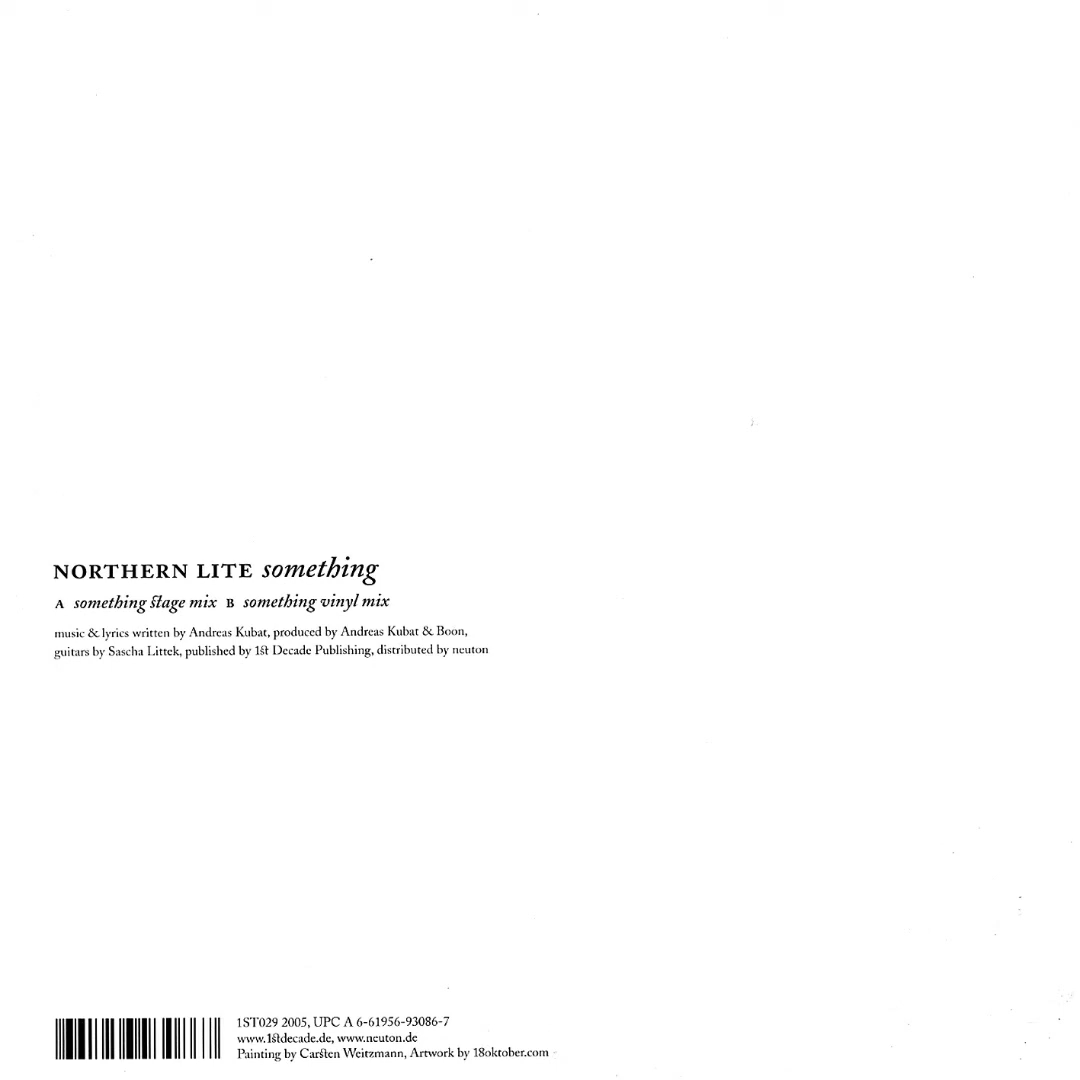 NORTHERN LITE something
A something stage mix B something vinyl mix
music & lyrics written by Andreas Kubat, produced by Andreas Kubat & Boon,
guitars by Sascha Littek, published by 1st Decade Publishing, distributed by neuton
1ST029 2005, UPC A 6-61956-93086-7
www.1stdecade.de, www.neuton.de
Painting by Carsten Weitzmann, Artwork by 18oktober.com